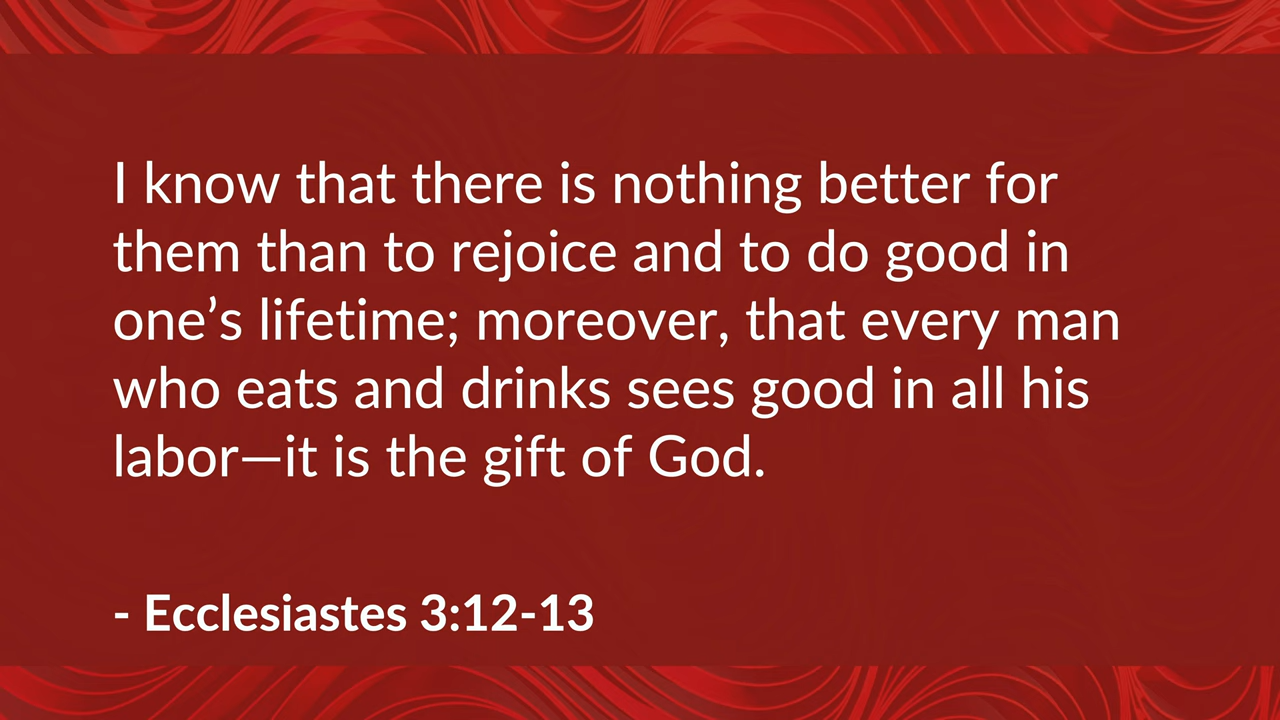 I know that there is nothing better for
them than to rejoice and to do good in
one’s lifetime; moreover, that every man
who eats and drinks sees good in all his
labor—it is the gift of God.
- Ecclesiastes 3:12-13